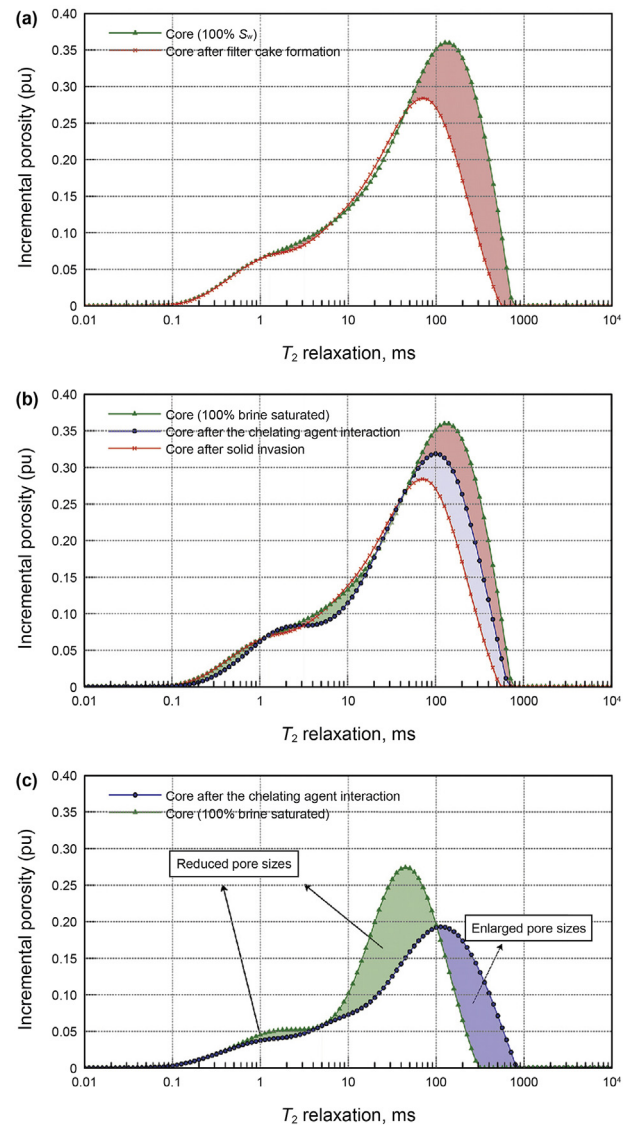 (a)
Core (100% Sw)
Core after filter cake formation
0.40
0.35
0.30
0.25
0.20
0.15
0.10
0.05
0
Incremental porosity (pu)
0.01 0.1 1 10 100 1000 10⁴
T₂ relaxation, ms
(b)
Core (100% brine saturated)
Core after the chelating agent interaction
Core after solid invasion
0.40
0.35
0.30
0.25
0.20
0.15
0.10
0.05
0
Incremental porosity (pu)
0.01 0.1 1 10 100 1000 10⁴
T₂ relaxation, ms
(c)
Core after the chelating agent interaction
Core (100% brine saturated)
0.40
0.35
0.30
0.25
0.20
0.15
0.10
0.05
0
Incremental porosity (pu)
Reduced pore sizes
Enlarged pore sizes
0.01 0.1 1 10 100 1000 10⁴
T₂ relaxation, ms